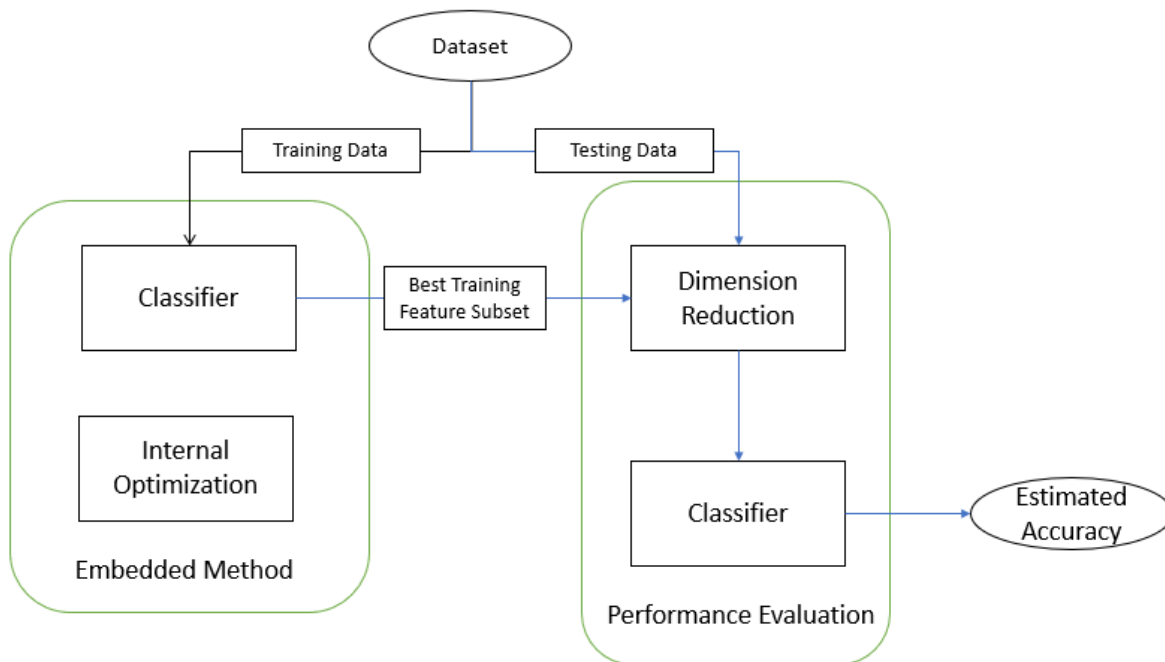 Dataset
Training Data
Testing Data
Classifier
Best Training
Feature Subset
Dimension
Reduction
Internal
Optimization
Classifier
Estimated
Accuracy
Embedded Method
Performance Evaluation